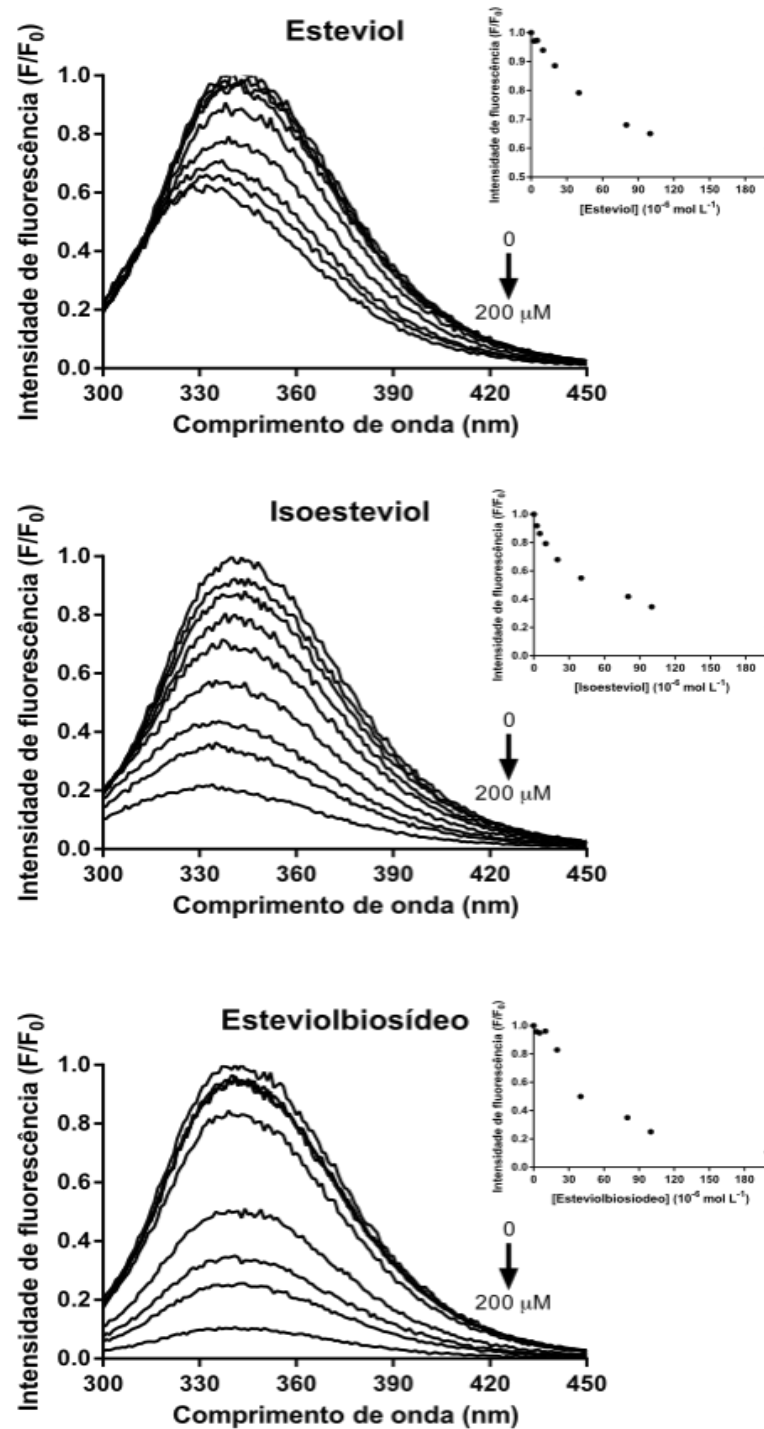 Esteviol
Intensidade de fluorescência (F/F0)
1.0
0.8
0.6
0.4
0.2
0.0
300 330 360 390 420 450
Comprimento de onda (nm)
0
200 µM
Intensidade de fluorescência (F/F0)
1.0
0.9
0.8
0.7
0.6
0.5
0 30 60 90 120 150 180
[Esteviol] (10-6 mol L-1)
Isoesteviol
Intensidade de fluorescência (F/F0)
1.0
0.8
0.6
0.4
0.2
0.0
300 330 360 390 420 450
Comprimento de onda (nm)
0
200 µM
Intensidade de fluorescência (F/F0)
1.0
0.8
0.6
0.4
0.2
0.0
0 30 60 90 120 150 180
[Isoesteviol] (10-6 mol L-1)
Esteviolbiosídeo
Intensidade de fluorescência (F/F0)
1.0
0.8
0.6
0.4
0.2
0.0
300 330 360 390 420 450
Comprimento de onda (nm)
0
200 µM
Intensidade de fluorescência (F/F0)
1.0
0.8
0.6
0.4
0.2
0.0
0 30 60 90 120 150 180
[Esteviolbiosiodeo] (10-6 mol L-1)